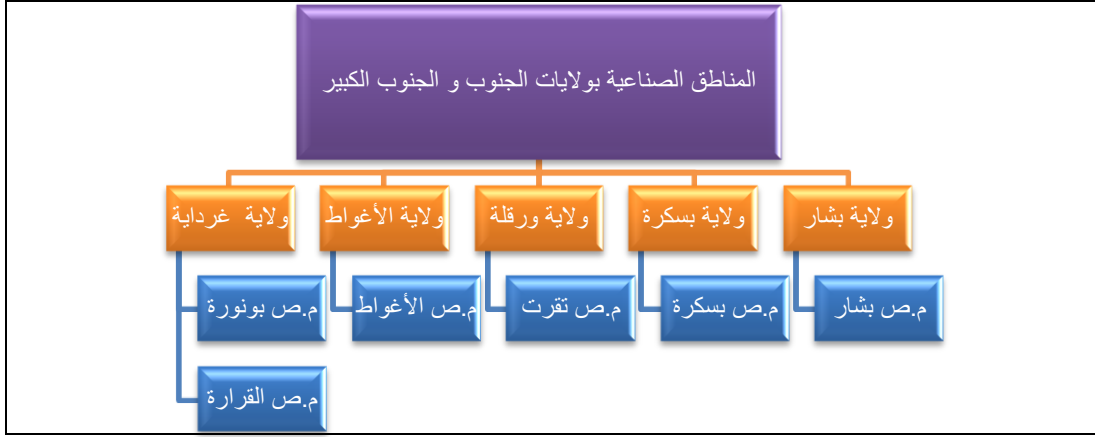 المناطق الصناعية بولايات الجنوب و الجنوب الكبير
ولاية بشار
ولاية بسكرة
ولاية ورقلة
ولاية الأغواط
ولاية غرداية
م.ص بشار
م.ص بسكرة
م.ص تقرت
م.ص الأغواط
م.ص بونورة
م.ص القرارة